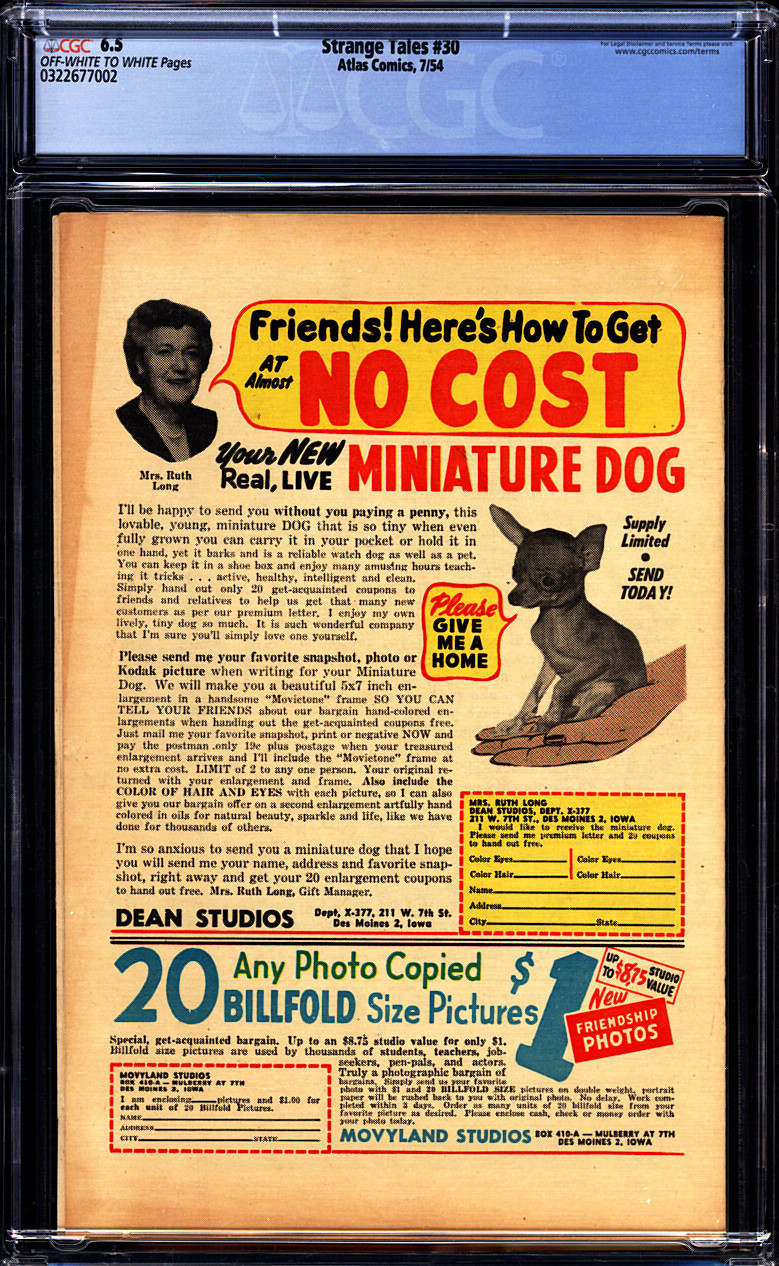 CGC 6.5
OFF-WHITE TO WHITE Pages
0322677002
Strange Tales #30
Atlas Comics, 7/54
For Legal Disclaimer and Service Terms please visit
www.cgccomics.com/terms
CGC®
Friends! Here's How To Get
AT Almost NO COST
Mrs. Ruth
Long
Your NEW
Real, LIVE MINIATURE DOG
I'll be happy to send you without you paying a penny, this
lovable, young, miniature DOG that is so tiny when even
fully grown you can carry it in your pocket or hold it in
one hand, yet it barks and is a reliable watch dog as well as a pet.
You can keep it in a shoe box and enjoy many amusing hours teach-
ing it tricks . . . active, healthy, intelligent and clean.
Simply hand out only 20 get-acquainted coupons to
friends and relatives to help us get that many new
customers as per our premium letter. I enjoy my own
lively, tiny dog so much. It is such wonderful company
that I'm sure you'll simply love one yourself.
Supply
Limited
•
SEND
TODAY!
Please
GIVE
ME A
HOME
Please send me your favorite snapshot, photo or
Kodak picture when writing for your Miniature
Dog. We will make you a beautiful 5x7 inch en-
largement in a handsome "Movietone" frame SO YOU CAN
TELL YOUR FRIENDS about our bargain hand-colored en-
largements when handing out the get-acquainted coupons free.
Just mail me your favorite snapshot, print or negative NOW and
pay the postman only 19c plus postage when your treasured
enlargement arrives and I'll include the "Movietone" frame at
no extra cost. LIMIT of 2 to any one person. Your original re-
turned with your enlargement and frame. Also include the
COLOR OF HAIR AND EYES with each picture, so I can also
give you our bargain offer on a second enlargement artfully hand
colored in oils for natural beauty, sparkle and life, like we have
done for thousands of others.
I'm so anxious to send you a miniature dog that I hope
you will send me your name, address and favorite snap-
shot, right away and get your 20 enlargement coupons
to hand out free. Mrs. Ruth Long, Gift Manager.
DEAN STUDIOS
Dept, X-377, 211 W. 7th St.
Des Moines 2, Iowa
MRS. RUTH LONG
DEAN STUDIOS, DEPT. X-377
211 W. 7TH ST., DES MOINES 2, IOWA
I would like to receive the miniature dog.
Please send me premium letter and 20 coupons
to hand out free.
Color Eyes Color Eyes
Color Hair Color Hair
Name
Address
City State
20 Any Photo Copied
BILLFOLD Size Pictures $1
UP TO $8.75 STUDIO VALUE
New
FRIENDSHIP
PHOTOS
Special, get-acquainted bargain. Up to an $8.75 studio value for only $1.
Billfold size pictures are used by thousands of students, teachers, job-
seekers, pen-pals, and actors.
Truly a photographic bargain of
bargains. Simply send us your favorite
photo with $1 and 20 BILLFOLD SIZE pictures on double weight, portrait
paper will be rushed back to you with original photo. No delay. Work com-
pleted within 3 days. Order as many units of 20 billfold size from your
favorite picture as desired. Please enclose cash, check or money order with
your photo today.
MOVYLAND STUDIOS
BOX 410-A — MULBERRY AT 7TH
DES MOINES 2, IOWA
I am enclosing pictures and $1.00 for
each unit of 20 Billfold Pictures.
NAME
ADDRESS
CITY STATE
MOVYLAND STUDIOS BOX 410-A — MULBERRY AT 7TH
DES MOINES 2, IOWA